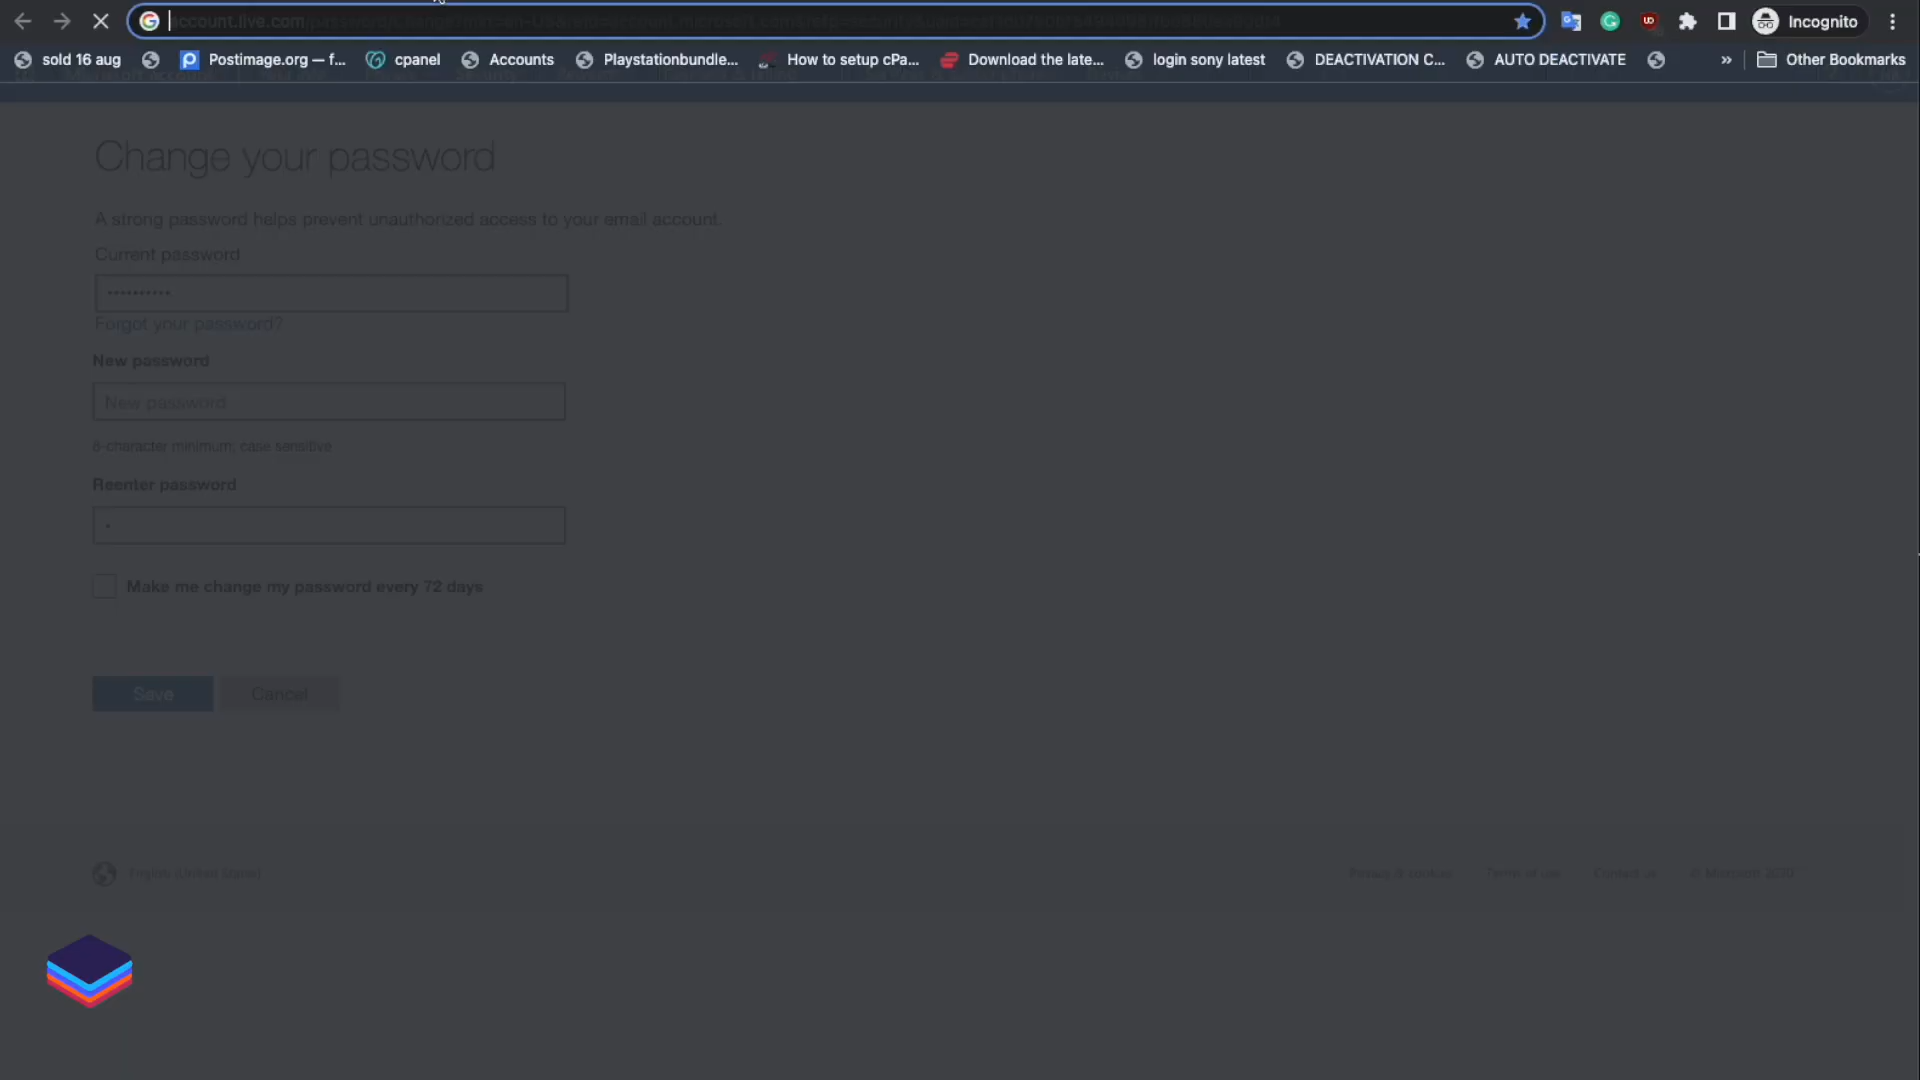 account.live.com
Incognito
sold 16 aug
Postimage.org — f...
cpanel
Accounts
Playstationbundle...
How to setup cPa...
Download the late...
login sony latest
DEACTIVATION C...
AUTO DEACTIVATE
»
Other Bookmarks
Change your password
A strong password helps prevent unauthorized access to your email account.
Current password
••••••••••
Forgot your password?
New password
New password
8-character minimum; case sensitive
Reenter password
•
Make me change my password every 72 days
Save
Cancel
English (United States)
Privacy & cookies
Terms of use
Contact us
© Microsoft 2020